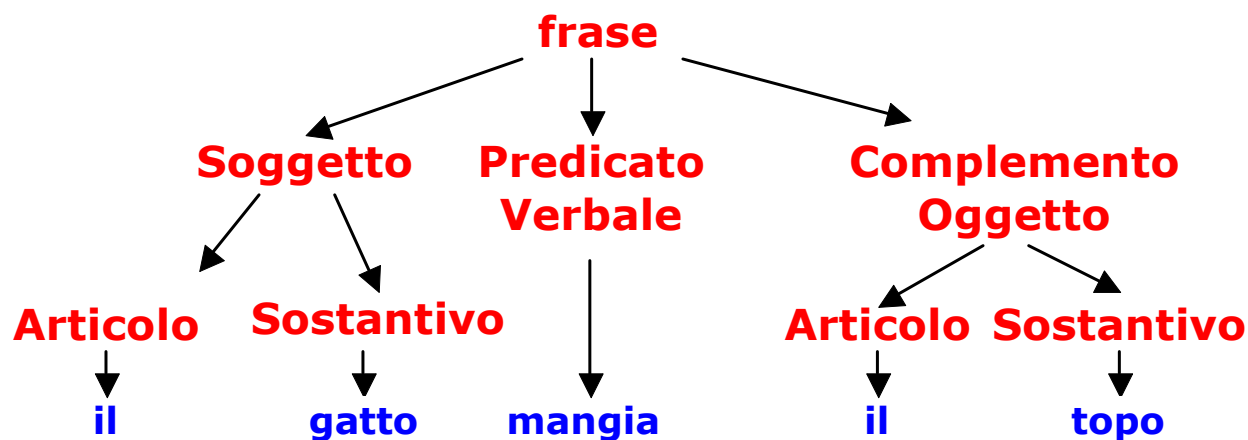 frase
Soggetto
Predicato
Verbale
Complemento
Oggetto
Articolo
Sostantivo
Articolo
Sostantivo
il
gatto
mangia
il
topo